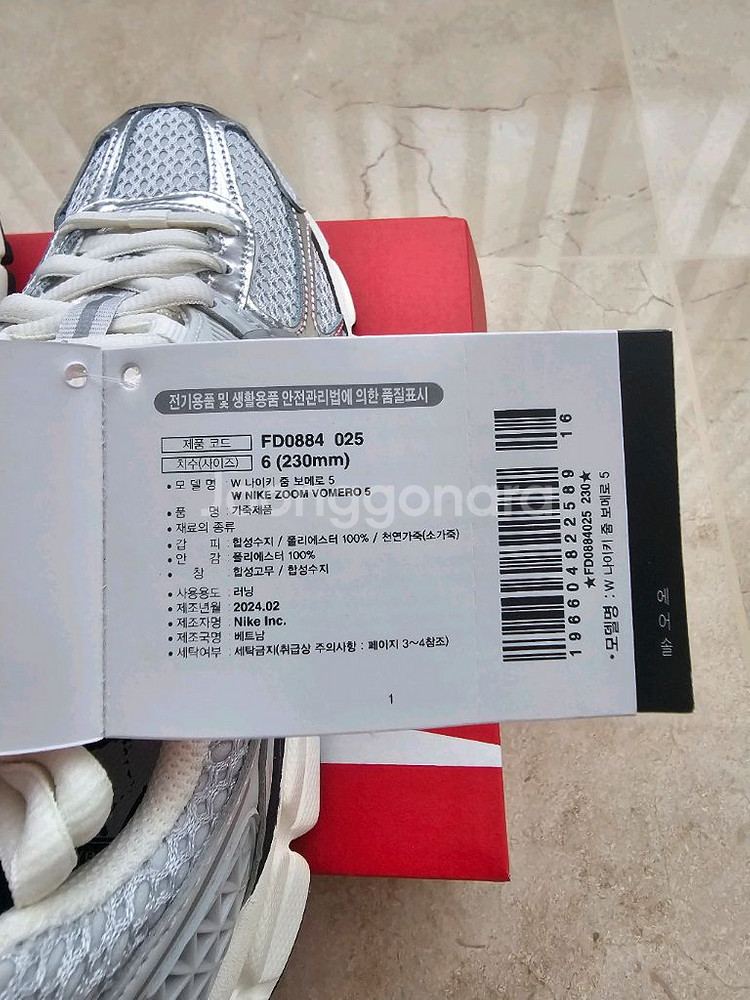 전기용품 및 생활용품 안전관리법에 의한 품질표시
제품 코드 FD0884 025
치수(사이즈) 6 (230mm)
• 모 델 명 : W 나이키 줌 보메로 5
W NIKE ZOOM VOMERO 5
• 품 명 : 가죽제품
• 재료의 종류
• 갑 피 : 합성수지 / 폴리에스터 100% / 천연가죽(소가죽)
• 안 감 : 폴리에스터 100%
• 창 : 합성고무 / 합성수지
• 사용용도 : 러닝
• 제조년월 : 2024.02
• 제조자명 : Nike Inc.
• 제조국명 : 베트남
• 세탁여부 : 세탁금지(취급상 주의사항 : 페이지 3~4참조)
1
16
196604822589
★FD0884025 230★
• 모델명 : W 나이키 줌 보메로 5
에어솔
Joonggonara